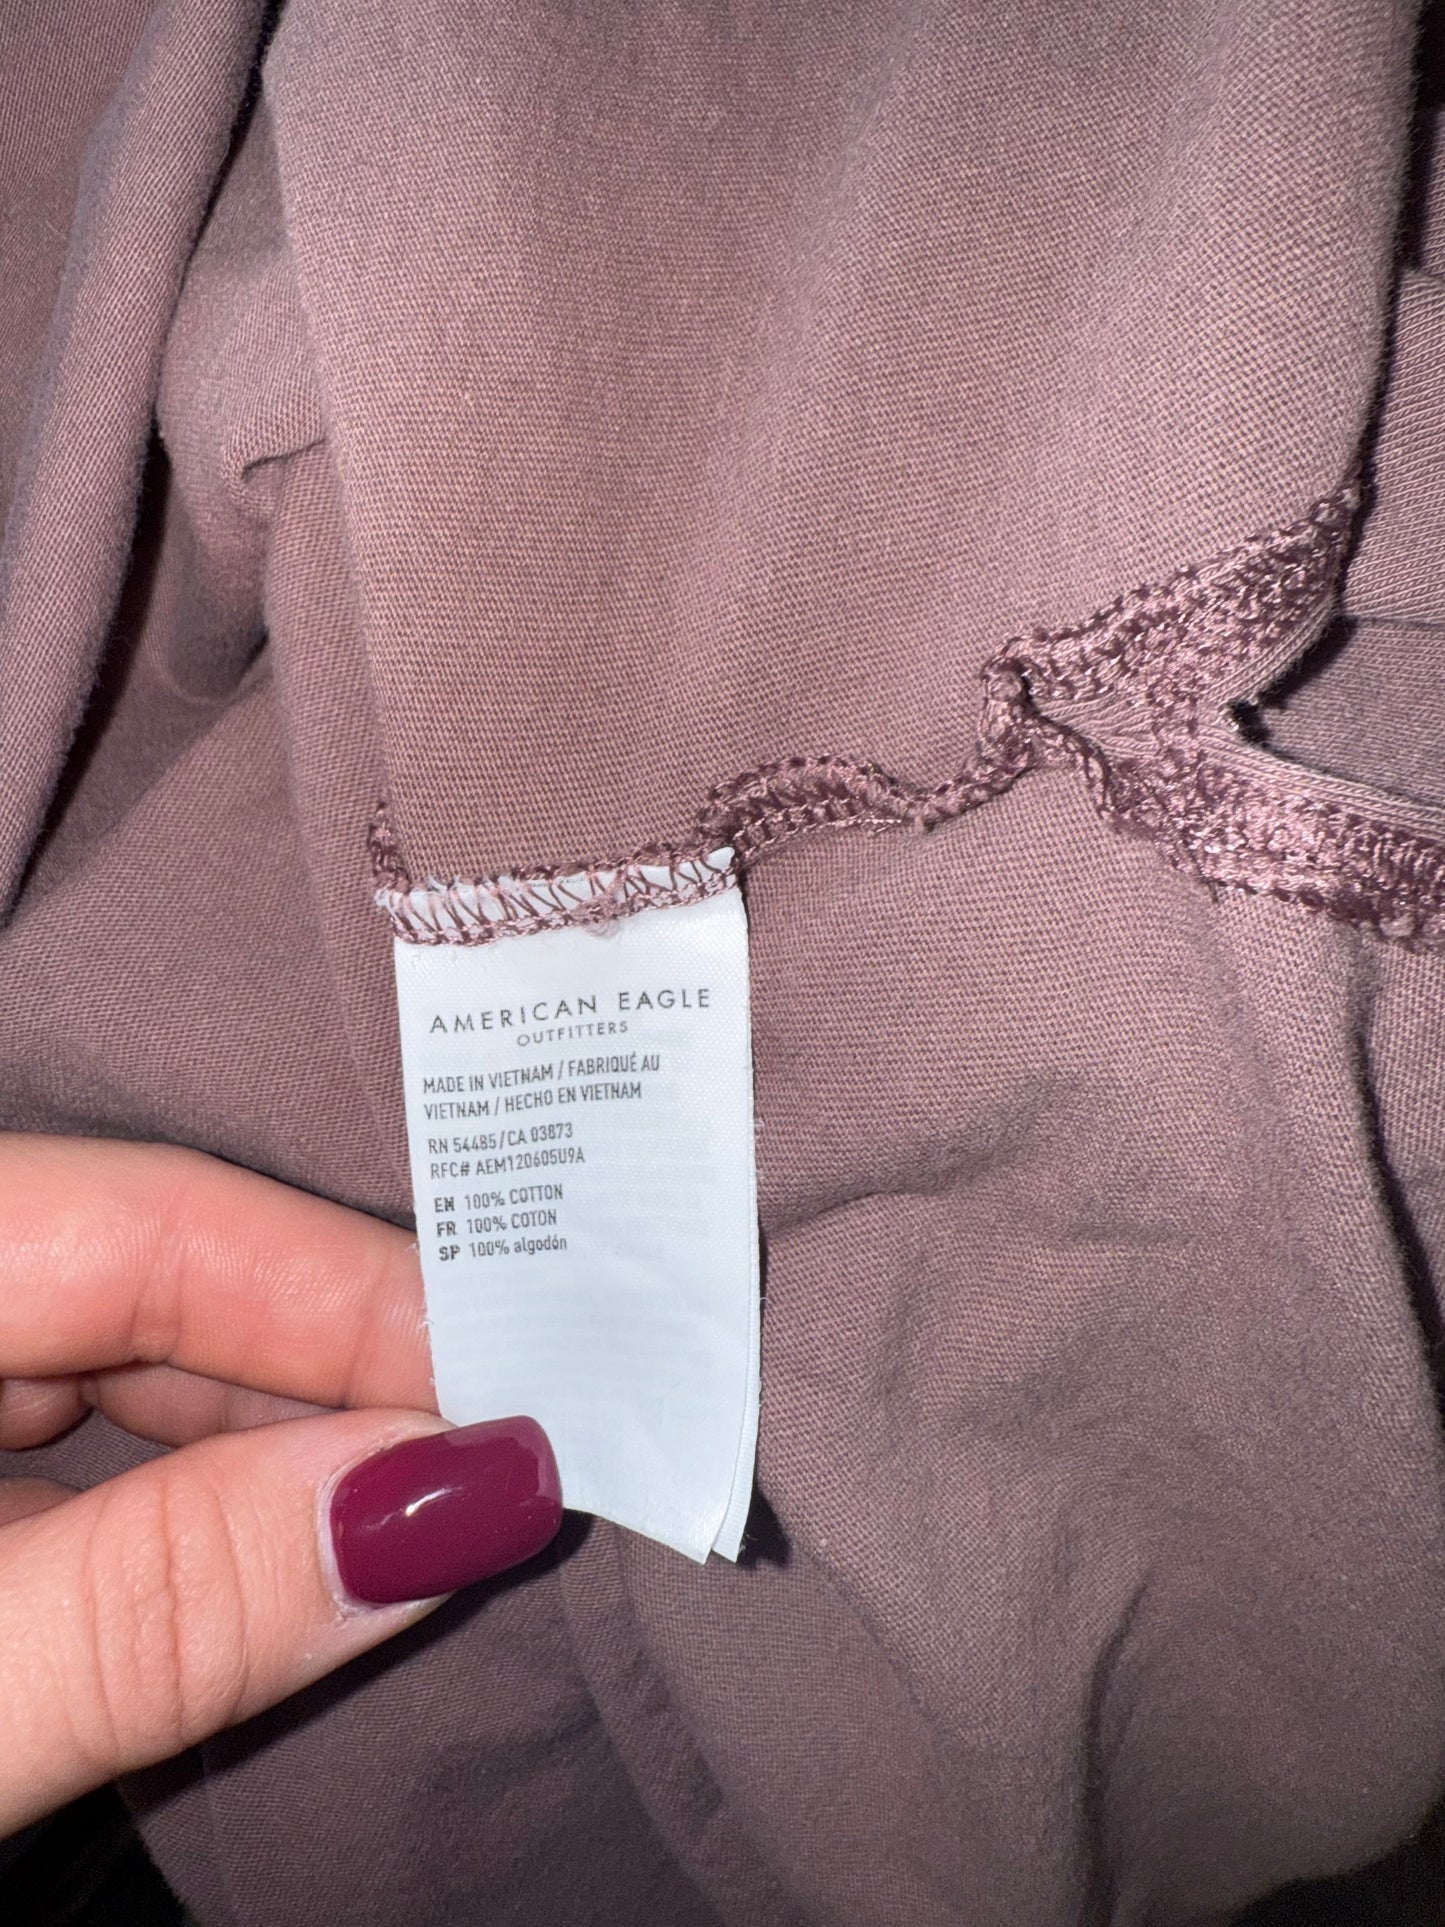 AMERICAN EAGLE
OUTFITTERS
MADE IN VIETNAM / FABRIQUÉ AU
VIETNAM / HECHO EN VIETNAM
RN 54485/CA 03873
RFC# AEM120605U9A
EN 100% COTTON
FR 100% COTON
SP 100% algodón